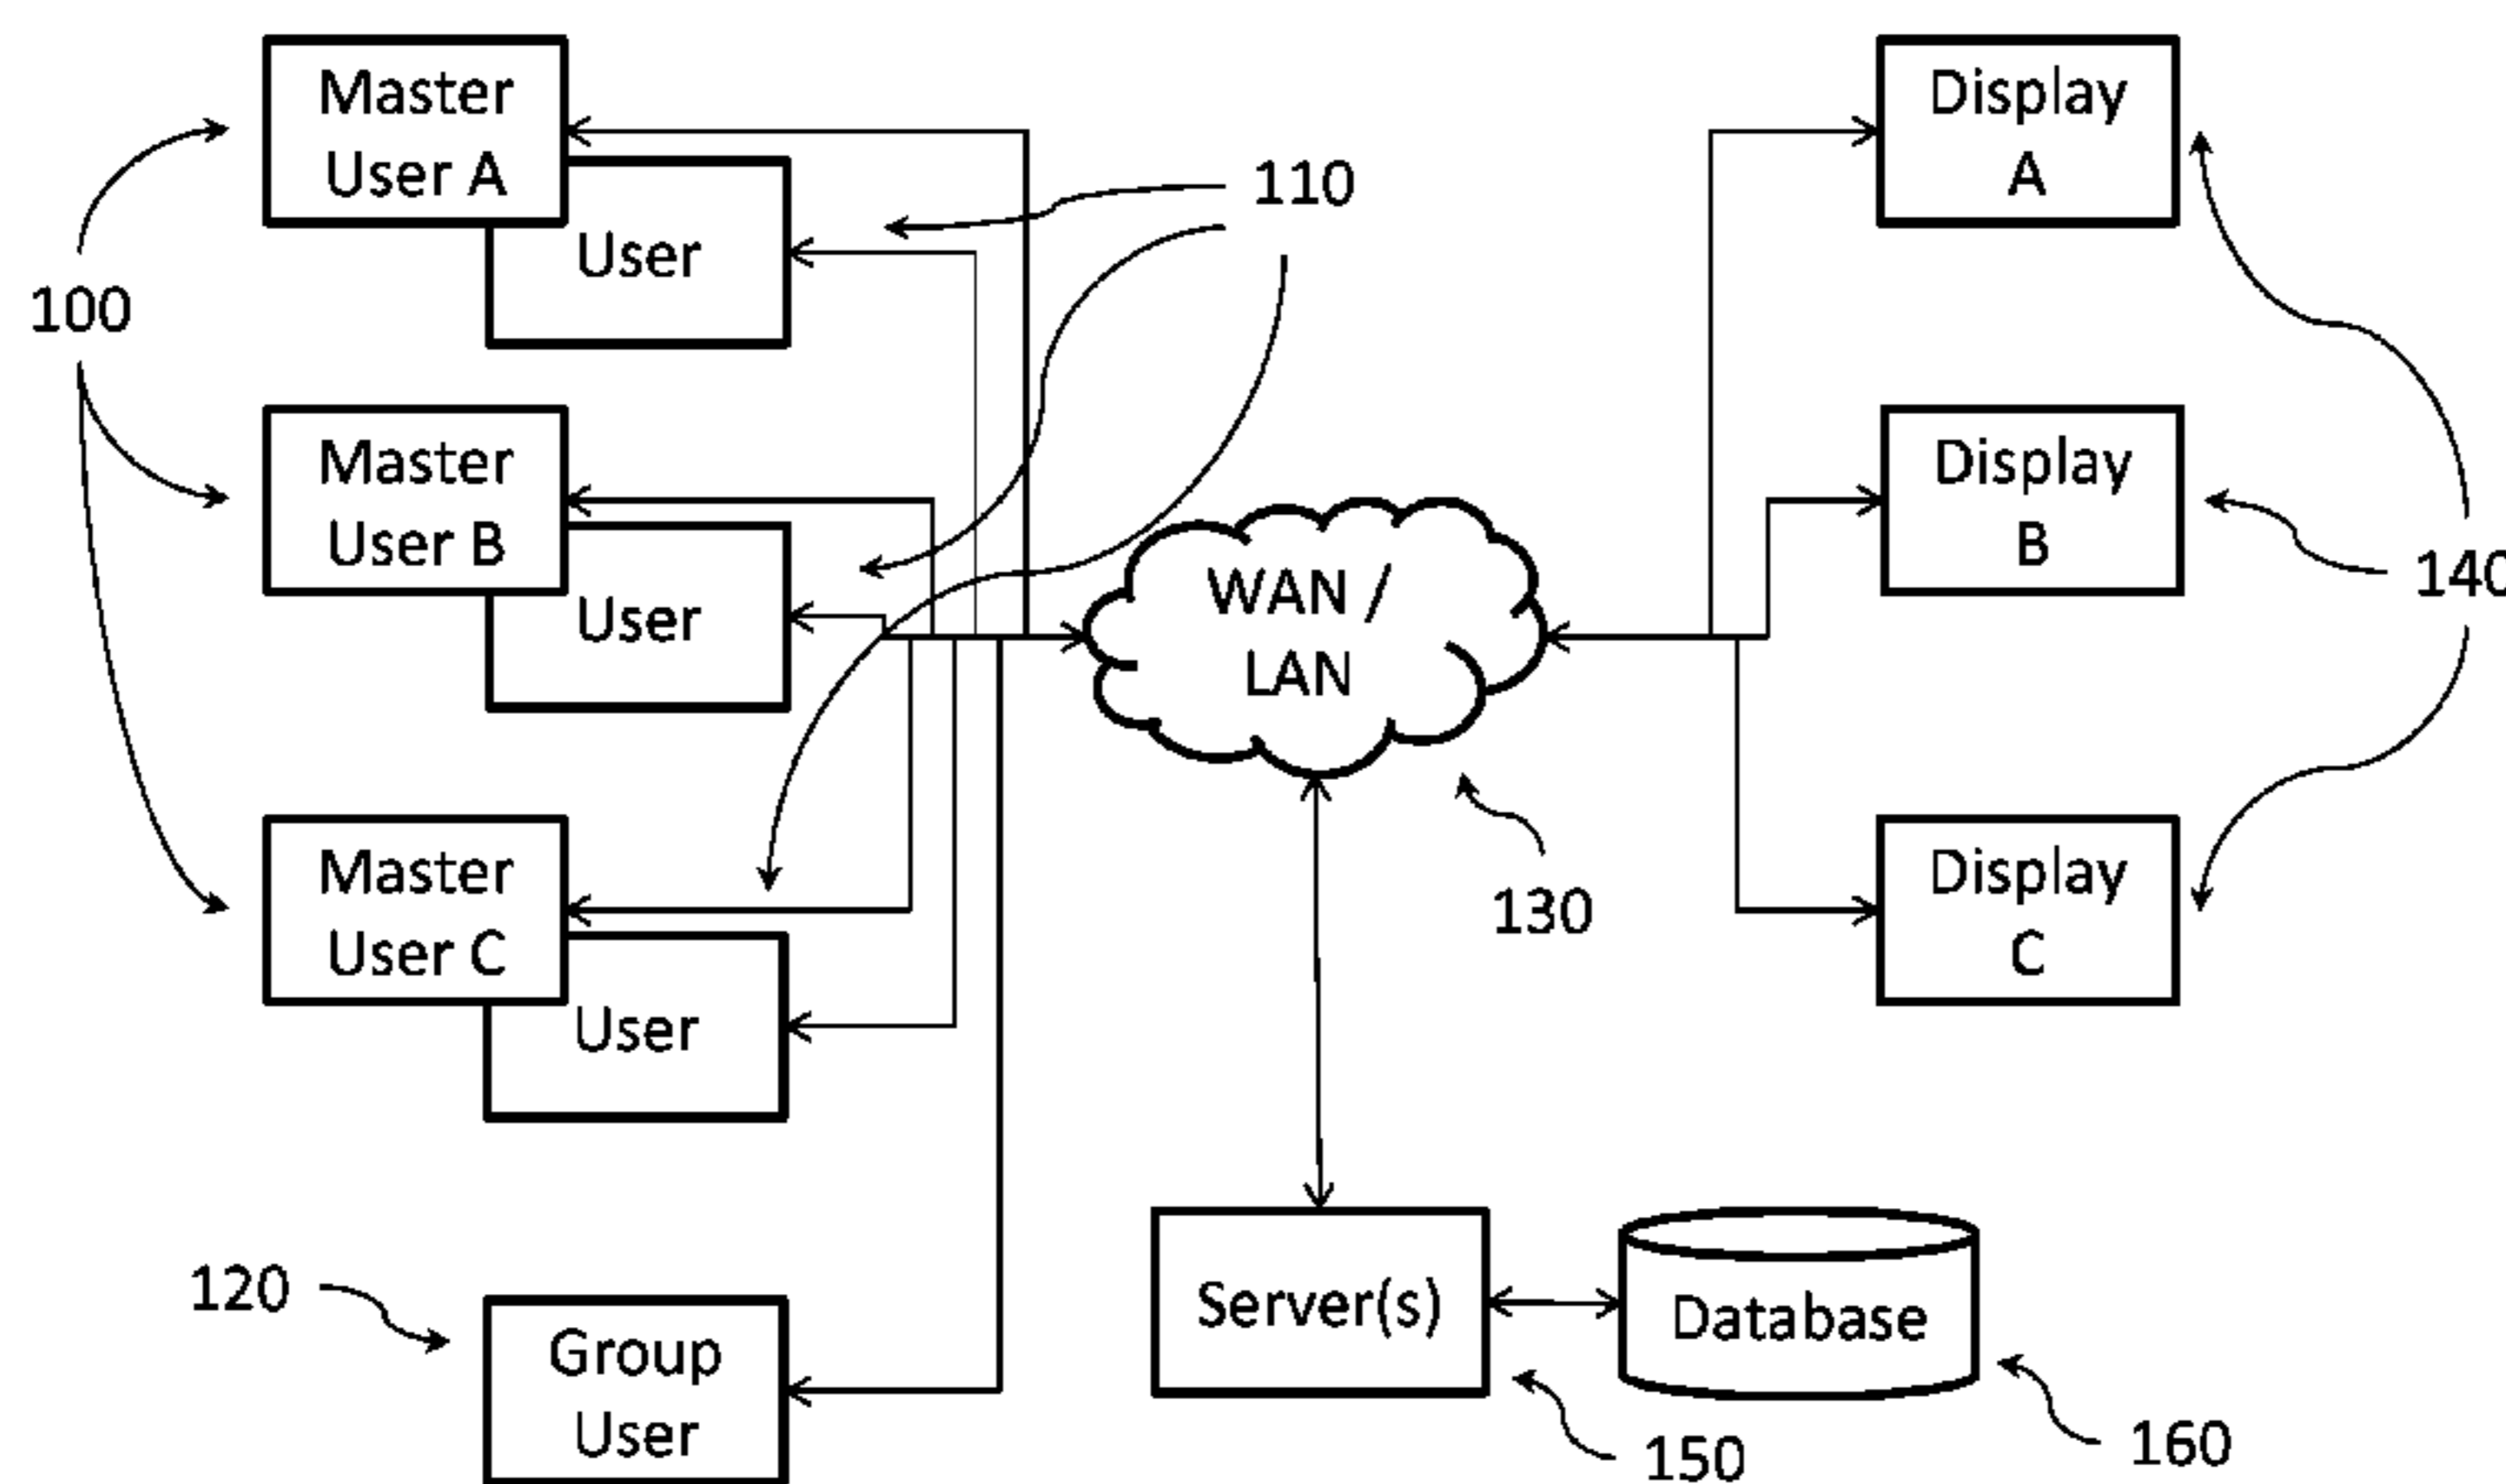 Master
User A
User
100
110
Display
A
Master
User B
User
WAN /
LAN
Display
B
140
Master
User C
User
130
Display
C
120
Group
User
Server(s)
Database
150
160